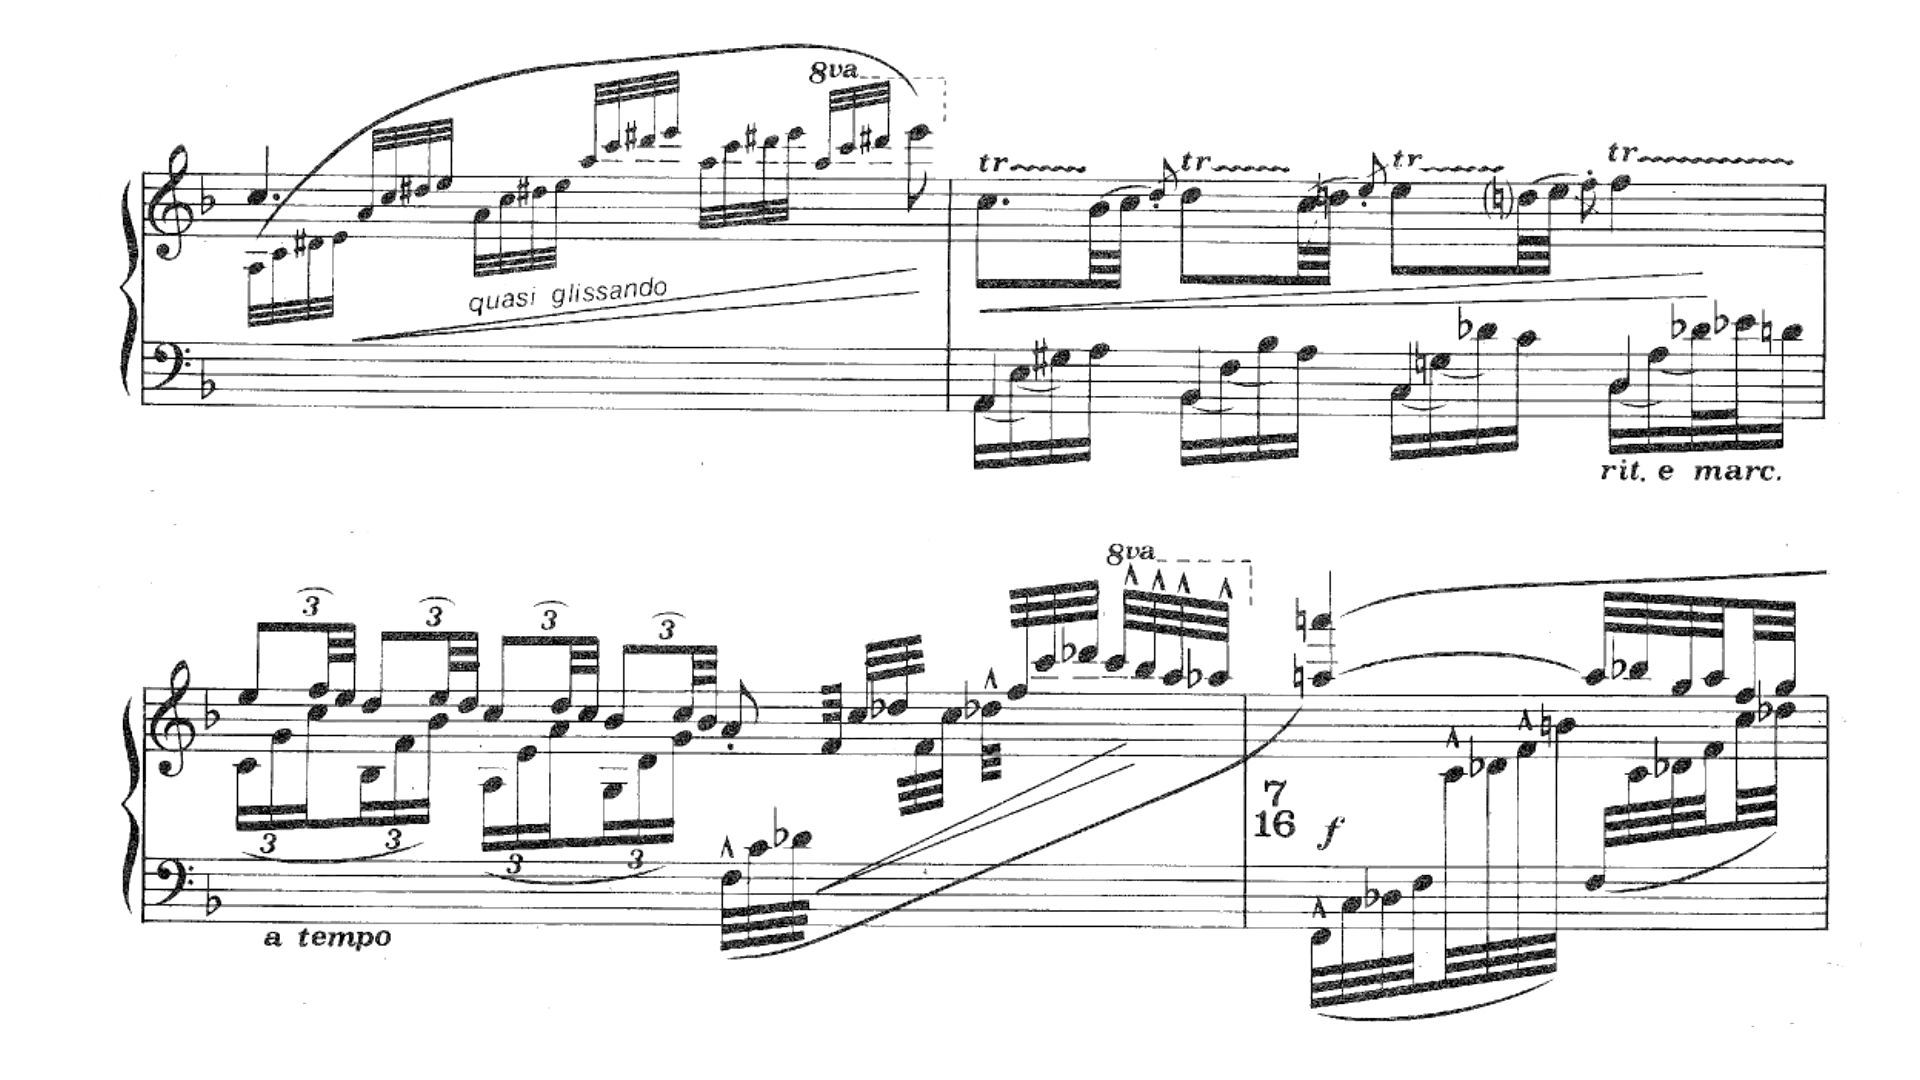 8va
tr tr tr tr
quasi glissando
rit. e marc.
8va
3 3 3 3
7
16 f
3 3 3 3
a tempo